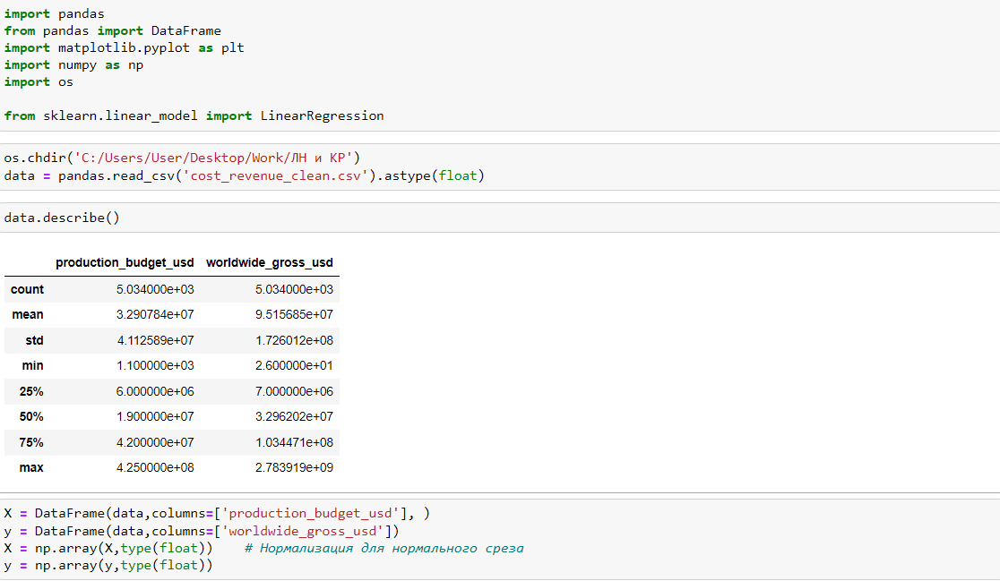 import pandas
from pandas import DataFrame
import matplotlib.pyplot as plt
import numpy as np
import os
from sklearn.linear_model import LinearRegression
os.chdir('C:/Users/User/Desktop/Work/ЛН и КР')
data = pandas.read_csv('cost_revenue_clean.csv').astype(float)
data.describe()
production_budget_usd worldwide_gross_usd
count 5.034000e+03 5.034000e+03
mean 3.290784e+07 9.515685e+07
std 4.112589e+07 1.726012e+08
min 1.100000e+03 2.600000e+01
25% 6.000000e+06 7.000000e+06
50% 1.900000e+07 3.296202e+07
75% 4.200000e+07 1.034471e+08
max 4.250000e+08 2.783919e+09
X = DataFrame(data,columns=['production_budget_usd'], )
y = DataFrame(data,columns=['worldwide_gross_usd'])
X = np.array(X,type(float)) # Нормализация для нормального среза
y = np.array(y,type(float))